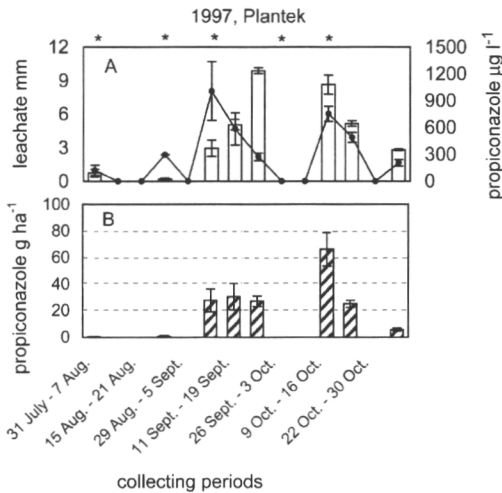 1997, Plantek
* * * * *
A
12
9
6
3
0
leachate mm
1500
1200
900
600
300
0
propiconazole µg l⁻¹
B
100
80
60
40
20
0
propiconazole g ha⁻¹
31 July - 7 Aug.
15 Aug. - 21 Aug.
29 Aug. - 5 Sept.
11 Sept. - 19 Sept.
26 Sept. - 3 Oct.
9 Oct. - 16 Oct.
22 Oct. - 30 Oct.
collecting periods